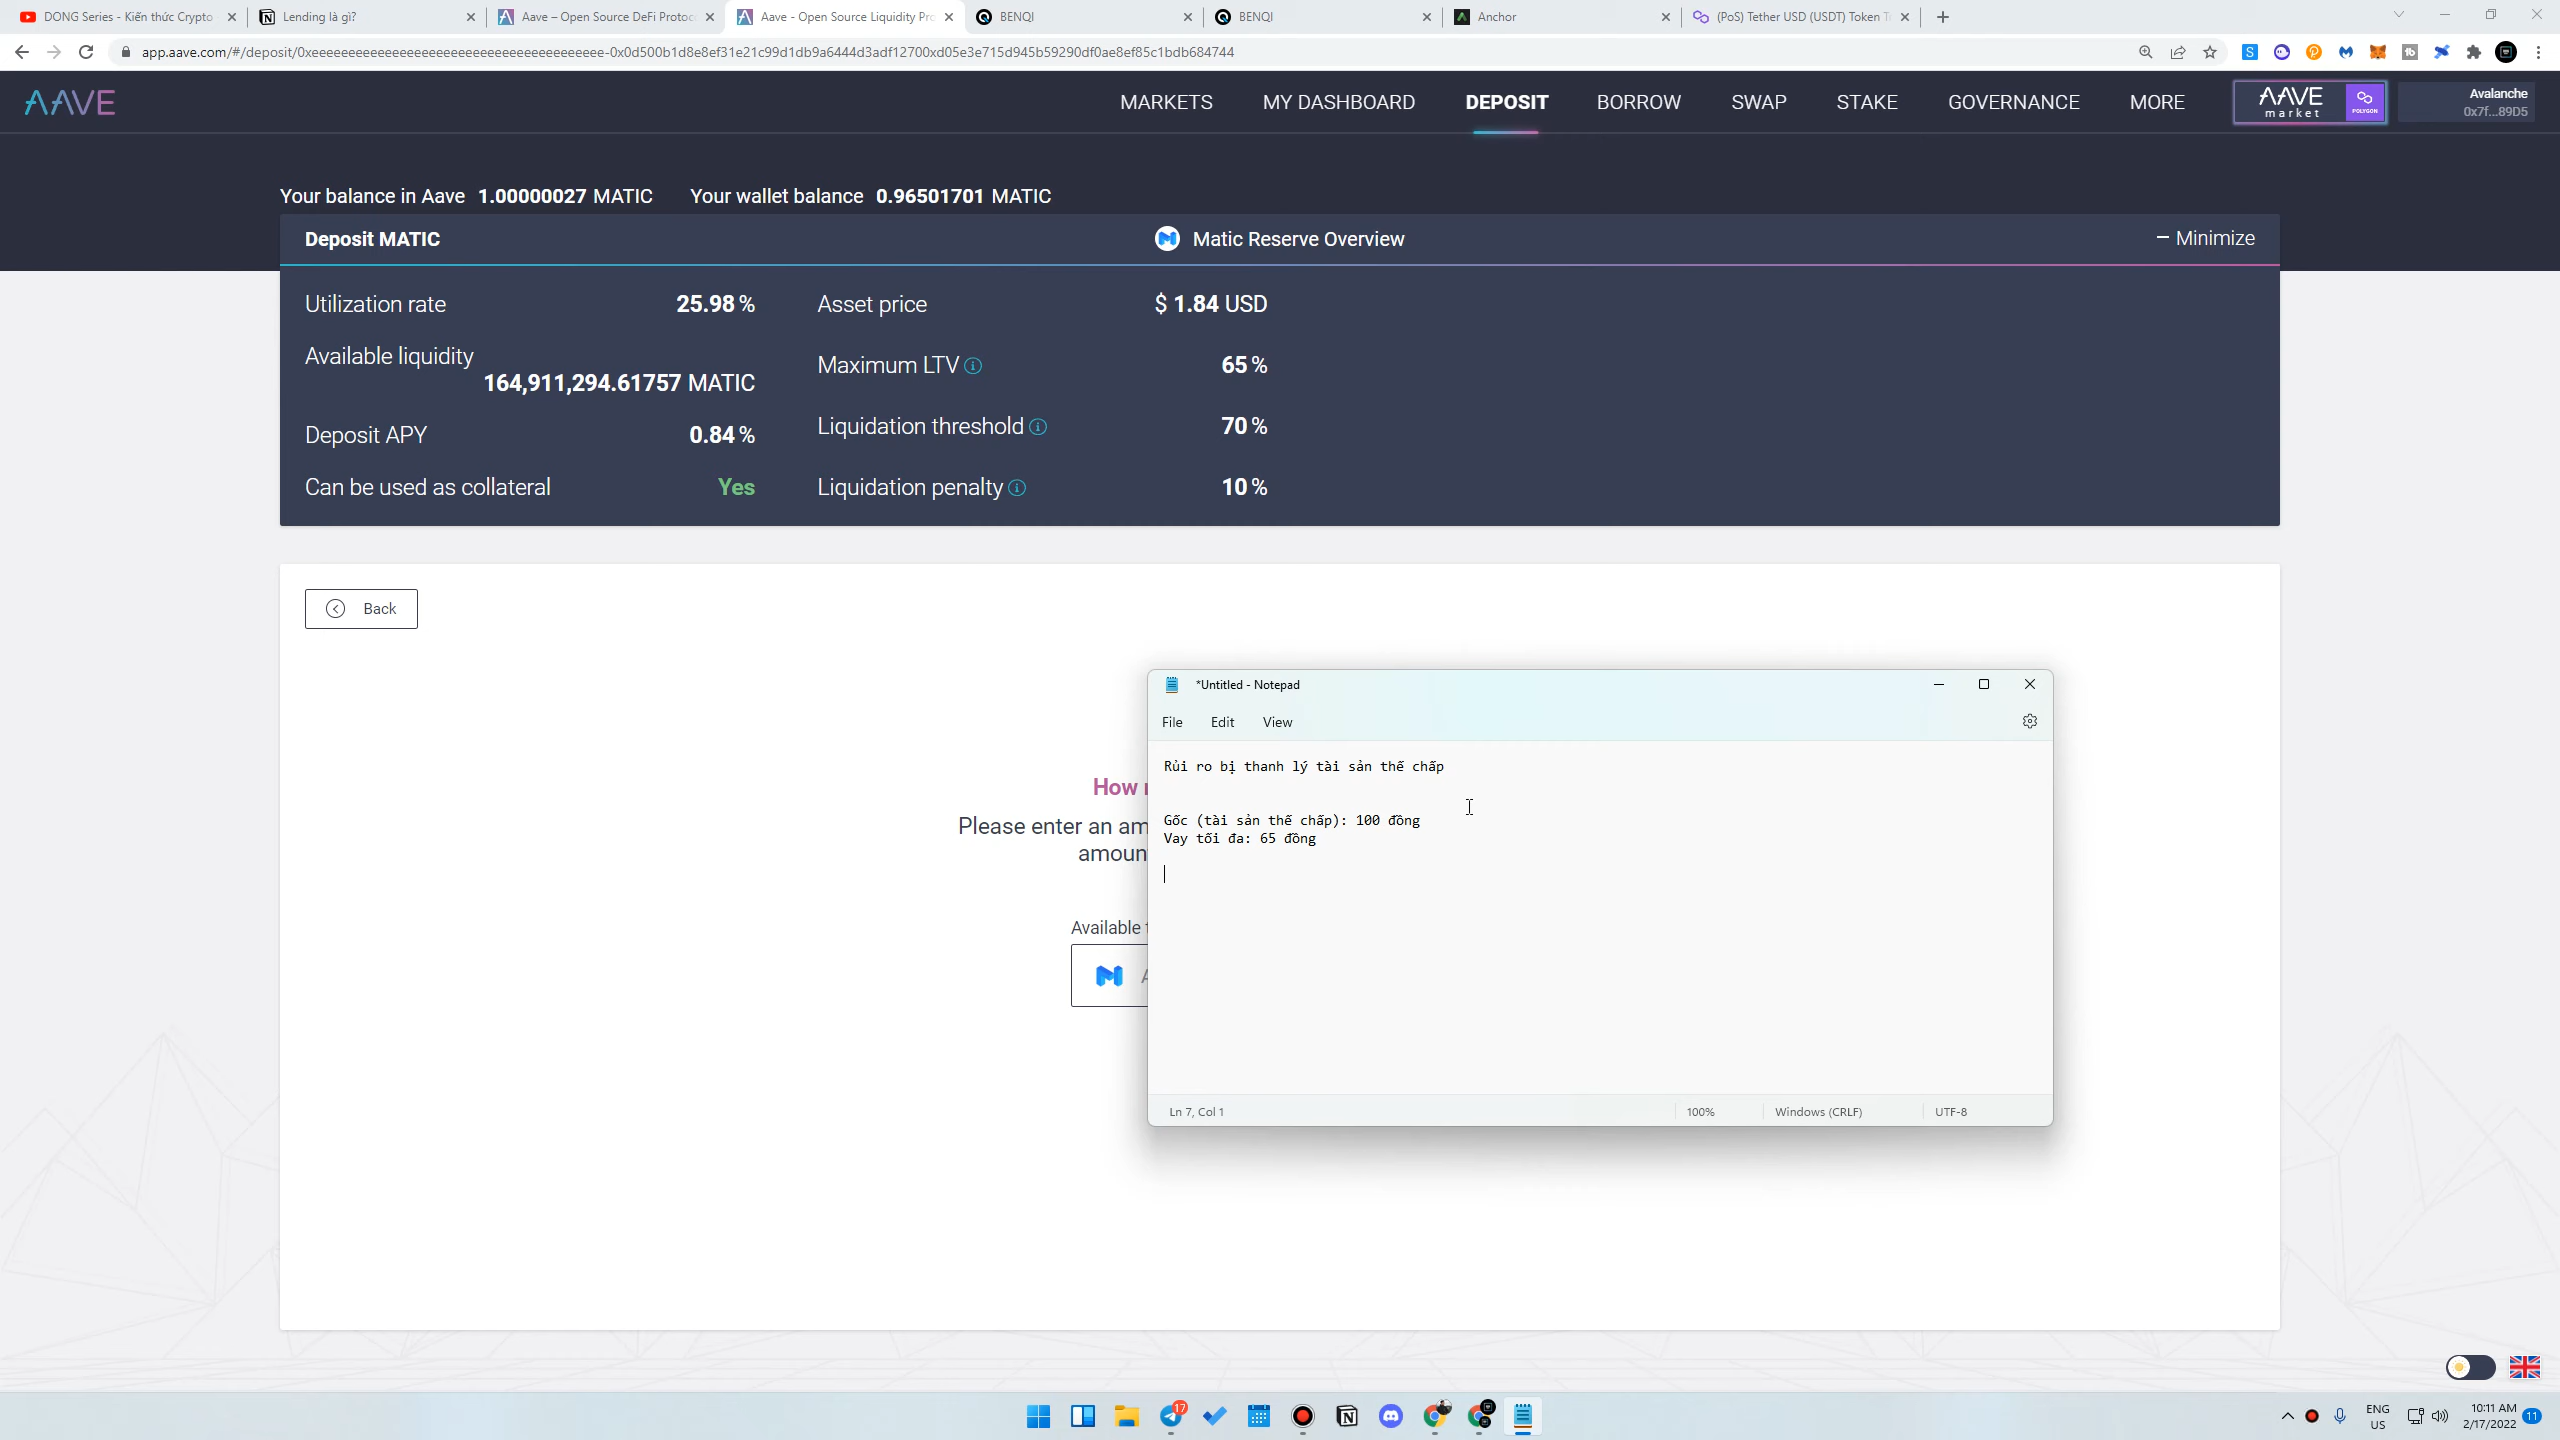 DONG Series - Kiến thức Crypto
Lending là gì?
Aave – Open Source DeFi Protoc
Aave - Open Source Liquidity Pro
BENQI
BENQI
Anchor
(PoS) Tether USD (USDT) Token T
app.aave.com/#/deposit/0xeeeeeeeeeeeeeeeeeeeeeeeeeeeeeeeeeeeeeeee-0x0d500b1d8e8ef31e21c99d1db9a6444d3adf12700xd05e3e715d945b59290df0ae8ef85c1bdb684744
AAVE
MARKETS
MY DASHBOARD
DEPOSIT
BORROW
SWAP
STAKE
GOVERNANCE
MORE
AAVE
market
POLYGON
Avalanche
0x7f...89D5
Your balance in Aave 1.00000027 MATIC
Your wallet balance 0.96501701 MATIC
Deposit MATIC
Matic Reserve Overview
– Minimize
Utilization rate 25.98 %
Asset price $ 1.84 USD
Available liquidity
164,911,294.61757 MATIC
Maximum LTV 65 %
Deposit APY 0.84 %
Liquidation threshold 70 %
Can be used as collateral Yes
Liquidation penalty 10 %
Back
How
Please enter an am
amoun
Available
*Untitled - Notepad
File
Edit
View
Rủi ro bị thanh lý tài sản thế chấp
Gốc (tài sản thế chấp): 100 đồng
Vay tối đa: 65 đồng
Ln 7, Col 1
100%
Windows (CRLF)
UTF-8
17
ENG
US
10:11 AM
2/17/2022
11